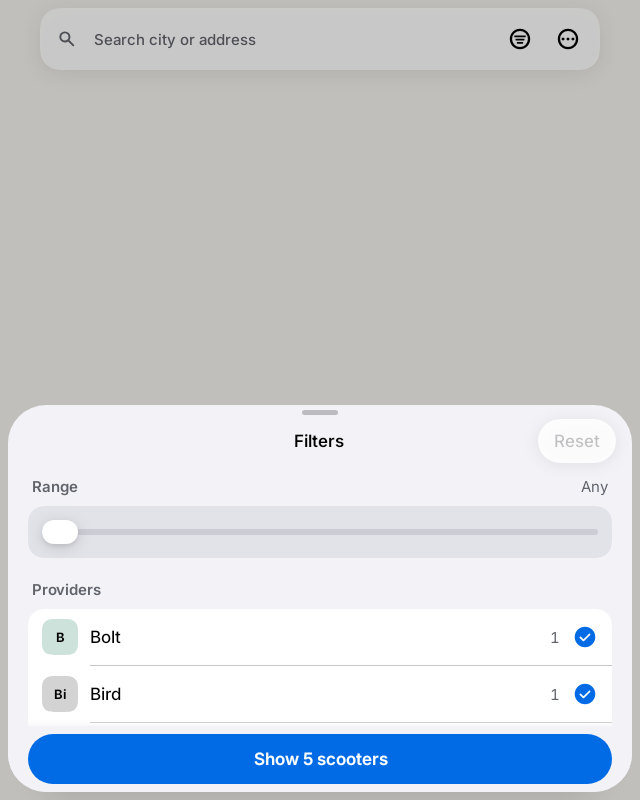 Search city or address
Filters
Reset
Range
Any
Providers
B Bolt 1
Bi Bird 1
Show 5 scooters